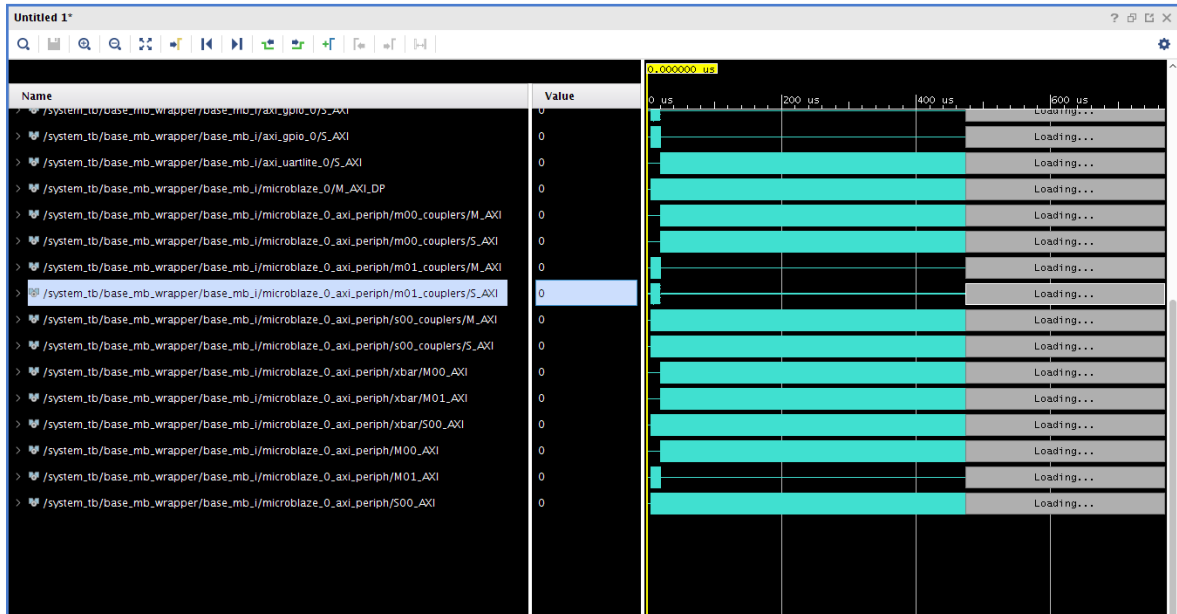 Untitled 1*
0.000000 us
Name Value
0 us 200 us 400 us 600 us
/system_tb/base_mb_wrapper/base_mb_i/axi_gpio_0/S_AXI 0 Loading...
/system_tb/base_mb_wrapper/base_mb_i/axi_gpio_0/S_AXI 0 Loading...
/system_tb/base_mb_wrapper/base_mb_i/axi_uartlite_0/S_AXI 0 Loading...
/system_tb/base_mb_wrapper/base_mb_i/microblaze_0/M_AXI_DP 0 Loading...
/system_tb/base_mb_wrapper/base_mb_i/microblaze_0_axi_periph/m00_couplers/M_AXI 0 Loading...
/system_tb/base_mb_wrapper/base_mb_i/microblaze_0_axi_periph/m00_couplers/S_AXI 0 Loading...
/system_tb/base_mb_wrapper/base_mb_i/microblaze_0_axi_periph/m01_couplers/M_AXI 0 Loading...
/system_tb/base_mb_wrapper/base_mb_i/microblaze_0_axi_periph/m01_couplers/S_AXI 0 Loading...
/system_tb/base_mb_wrapper/base_mb_i/microblaze_0_axi_periph/s00_couplers/M_AXI 0 Loading...
/system_tb/base_mb_wrapper/base_mb_i/microblaze_0_axi_periph/s00_couplers/S_AXI 0 Loading...
/system_tb/base_mb_wrapper/base_mb_i/microblaze_0_axi_periph/xbar/M00_AXI 0 Loading...
/system_tb/base_mb_wrapper/base_mb_i/microblaze_0_axi_periph/xbar/M01_AXI 0 Loading...
/system_tb/base_mb_wrapper/base_mb_i/microblaze_0_axi_periph/xbar/S00_AXI 0 Loading...
/system_tb/base_mb_wrapper/base_mb_i/microblaze_0_axi_periph/M00_AXI 0 Loading...
/system_tb/base_mb_wrapper/base_mb_i/microblaze_0_axi_periph/M01_AXI 0 Loading...
/system_tb/base_mb_wrapper/base_mb_i/microblaze_0_axi_periph/S00_AXI 0 Loading...